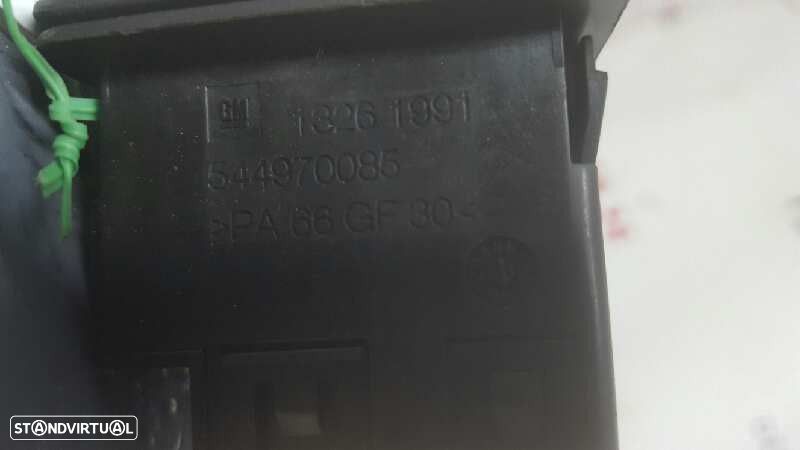 GM 1326 1991
544970085
>PA 66 GF 30<
STANDVIRTUAL